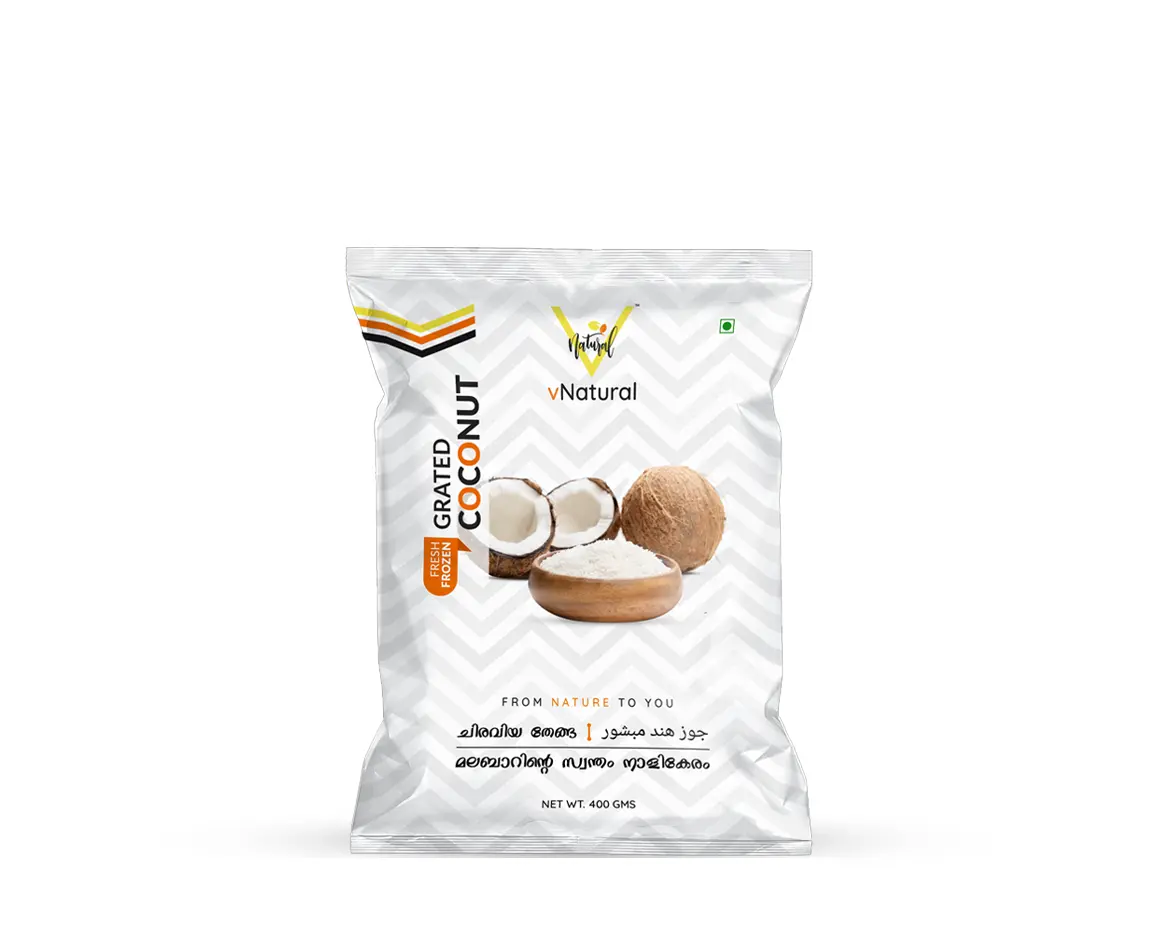 Natural
™
vNatural
GRATED
COCONUT
FRESH
FROZEN
FROM NATURE TO YOU
ചിരവിയ തേങ്ങ | جوز هند مبشور
മലബാറിന്റെ സ്വന്തം നാളികേരം
NET WT. 400 GMS